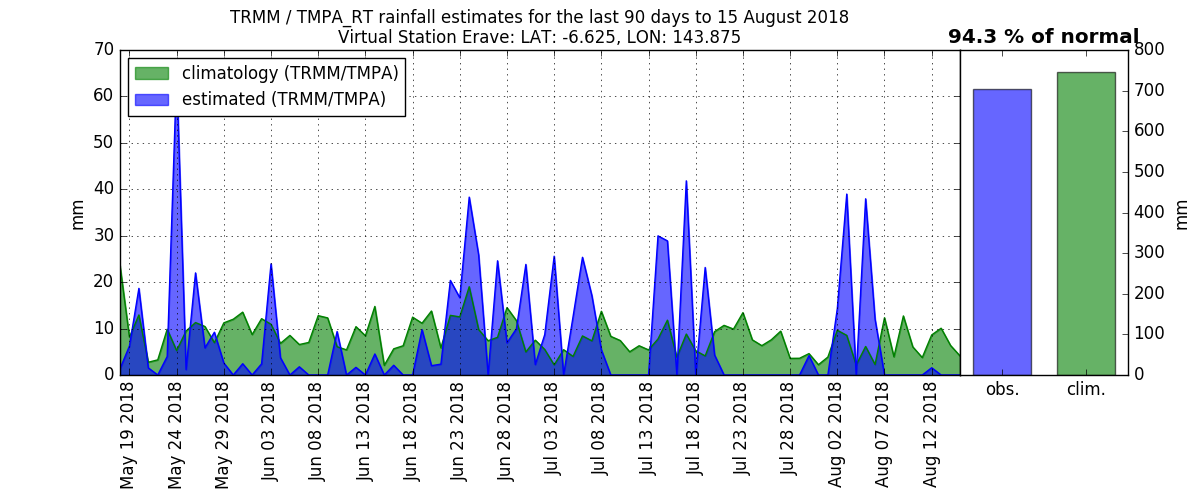 TRMM / TMPA_RT rainfall estimates for the last 90 days to 15 August 2018
Virtual Station Erave: LAT: -6.625, LON: 143.875
94.3 % of normal
climatology (TRMM/TMPA)
estimated (TRMM/TMPA)
70
60
50
40
30
20
10
0
mm
May 19 2018
May 24 2018
May 29 2018
Jun 03 2018
Jun 08 2018
Jun 13 2018
Jun 18 2018
Jun 23 2018
Jun 28 2018
Jul 03 2018
Jul 08 2018
Jul 13 2018
Jul 18 2018
Jul 23 2018
Jul 28 2018
Aug 02 2018
Aug 07 2018
Aug 12 2018
obs.
clim.
800
700
600
500
400
300
200
100
0
mm